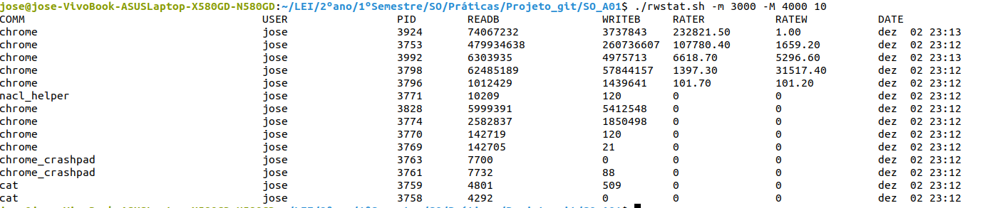 jose@jose-VivoBook-ASUSLaptop-X580GD-N580GD:~/LEI/2ºano/1ºSemestre/SO/Práticas/Projeto_git/SO_A01$ ./rwstat.sh -m 3000 -M 4000 10
COMM USER PID READB WRITEB RATER RATEW DATE
chrome jose 3924 74067232 3737843 232821.50 1.00 dez 02 23:13
chrome jose 3753 479934638 260736607 107780.40 1659.20 dez 02 23:12
chrome jose 3992 6303935 4975713 6618.70 5296.60 dez 02 23:13
chrome jose 3798 62485189 57844157 1397.30 31517.40 dez 02 23:12
chrome jose 3796 1012429 1439641 101.70 101.20 dez 02 23:12
nacl_helper jose 3771 10209 120 0 0 dez 02 23:12
chrome jose 3828 5999391 5412548 0 0 dez 02 23:12
chrome jose 3774 2582837 1850498 0 0 dez 02 23:12
chrome jose 3770 142719 120 0 0 dez 02 23:12
chrome jose 3769 142705 21 0 0 dez 02 23:12
chrome_crashpad jose 3763 7700 0 0 0 dez 02 23:12
chrome_crashpad jose 3761 7732 88 0 0 dez 02 23:12
cat jose 3759 4801 509 0 0 dez 02 23:12
cat jose 3758 4292 0 0 0 dez 02 23:12